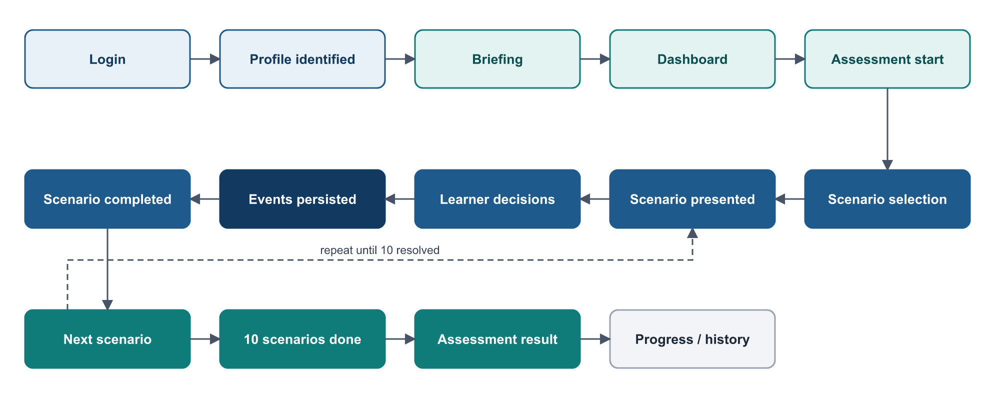 Login
Profile identified
Briefing
Dashboard
Assessment start
Scenario completed
Events persisted
Learner decisions
Scenario presented
Scenario selection
repeat until 10 resolved
Next scenario
10 scenarios done
Assessment result
Progress / history